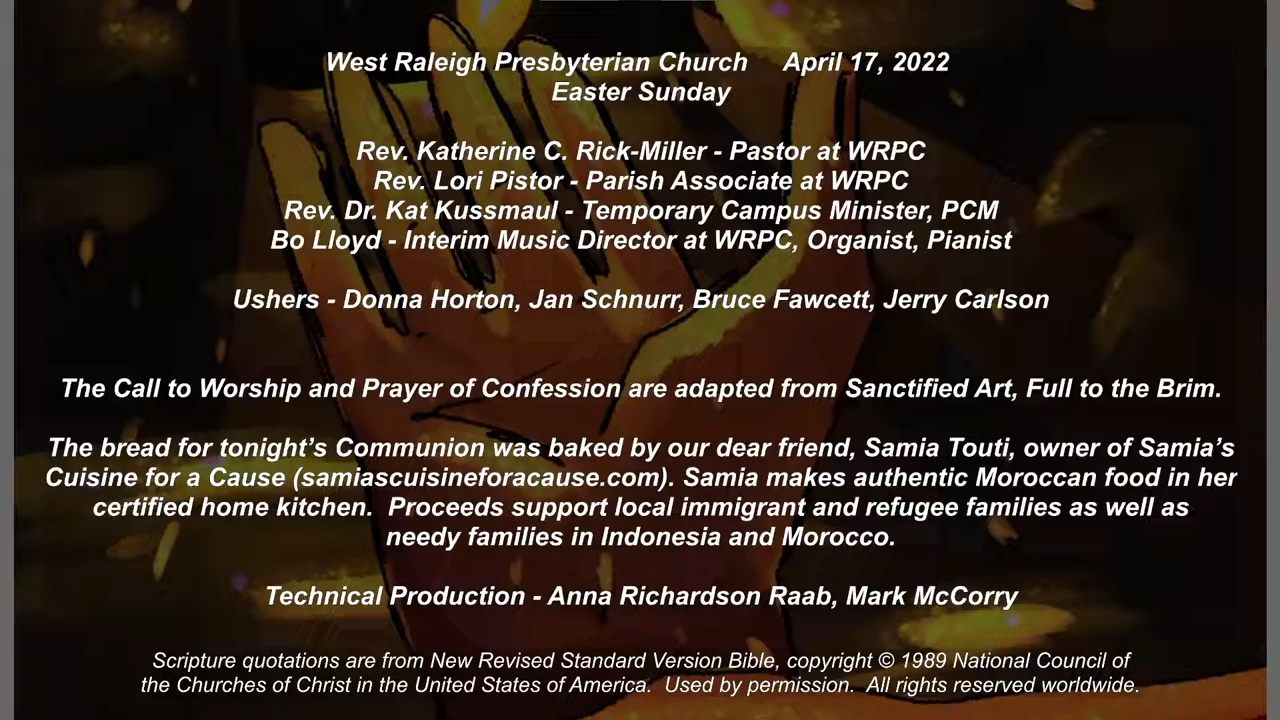 West Raleigh Presbyterian Church April 17, 2022
Easter Sunday
Rev. Katherine C. Rick-Miller - Pastor at WRPC
Rev. Lori Pistor - Parish Associate at WRPC
Rev. Dr. Kat Kussmaul - Temporary Campus Minister, PCM
Bo Lloyd - Interim Music Director at WRPC, Organist, Pianist
Ushers - Donna Horton, Jan Schnurr, Bruce Fawcett, Jerry Carlson
The Call to Worship and Prayer of Confession are adapted from Sanctified Art, Full to the Brim.
The bread for tonight’s Communion was baked by our dear friend, Samia Touti, owner of Samia’s
Cuisine for a Cause (samiascuisineforacause.com). Samia makes authentic Moroccan food in her
certified home kitchen. Proceeds support local immigrant and refugee families as well as
needy families in Indonesia and Morocco.
Technical Production - Anna Richardson Raab, Mark McCorry
Scripture quotations are from New Revised Standard Version Bible, copyright © 1989 National Council of
the Churches of Christ in the United States of America. Used by permission. All rights reserved worldwide.